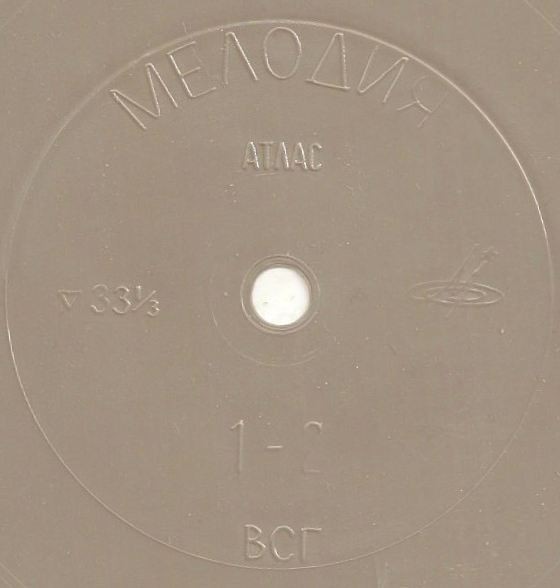 МЕЛОДИЯ
АТЛАС
▽ 33⅓
1-2
ВСГ